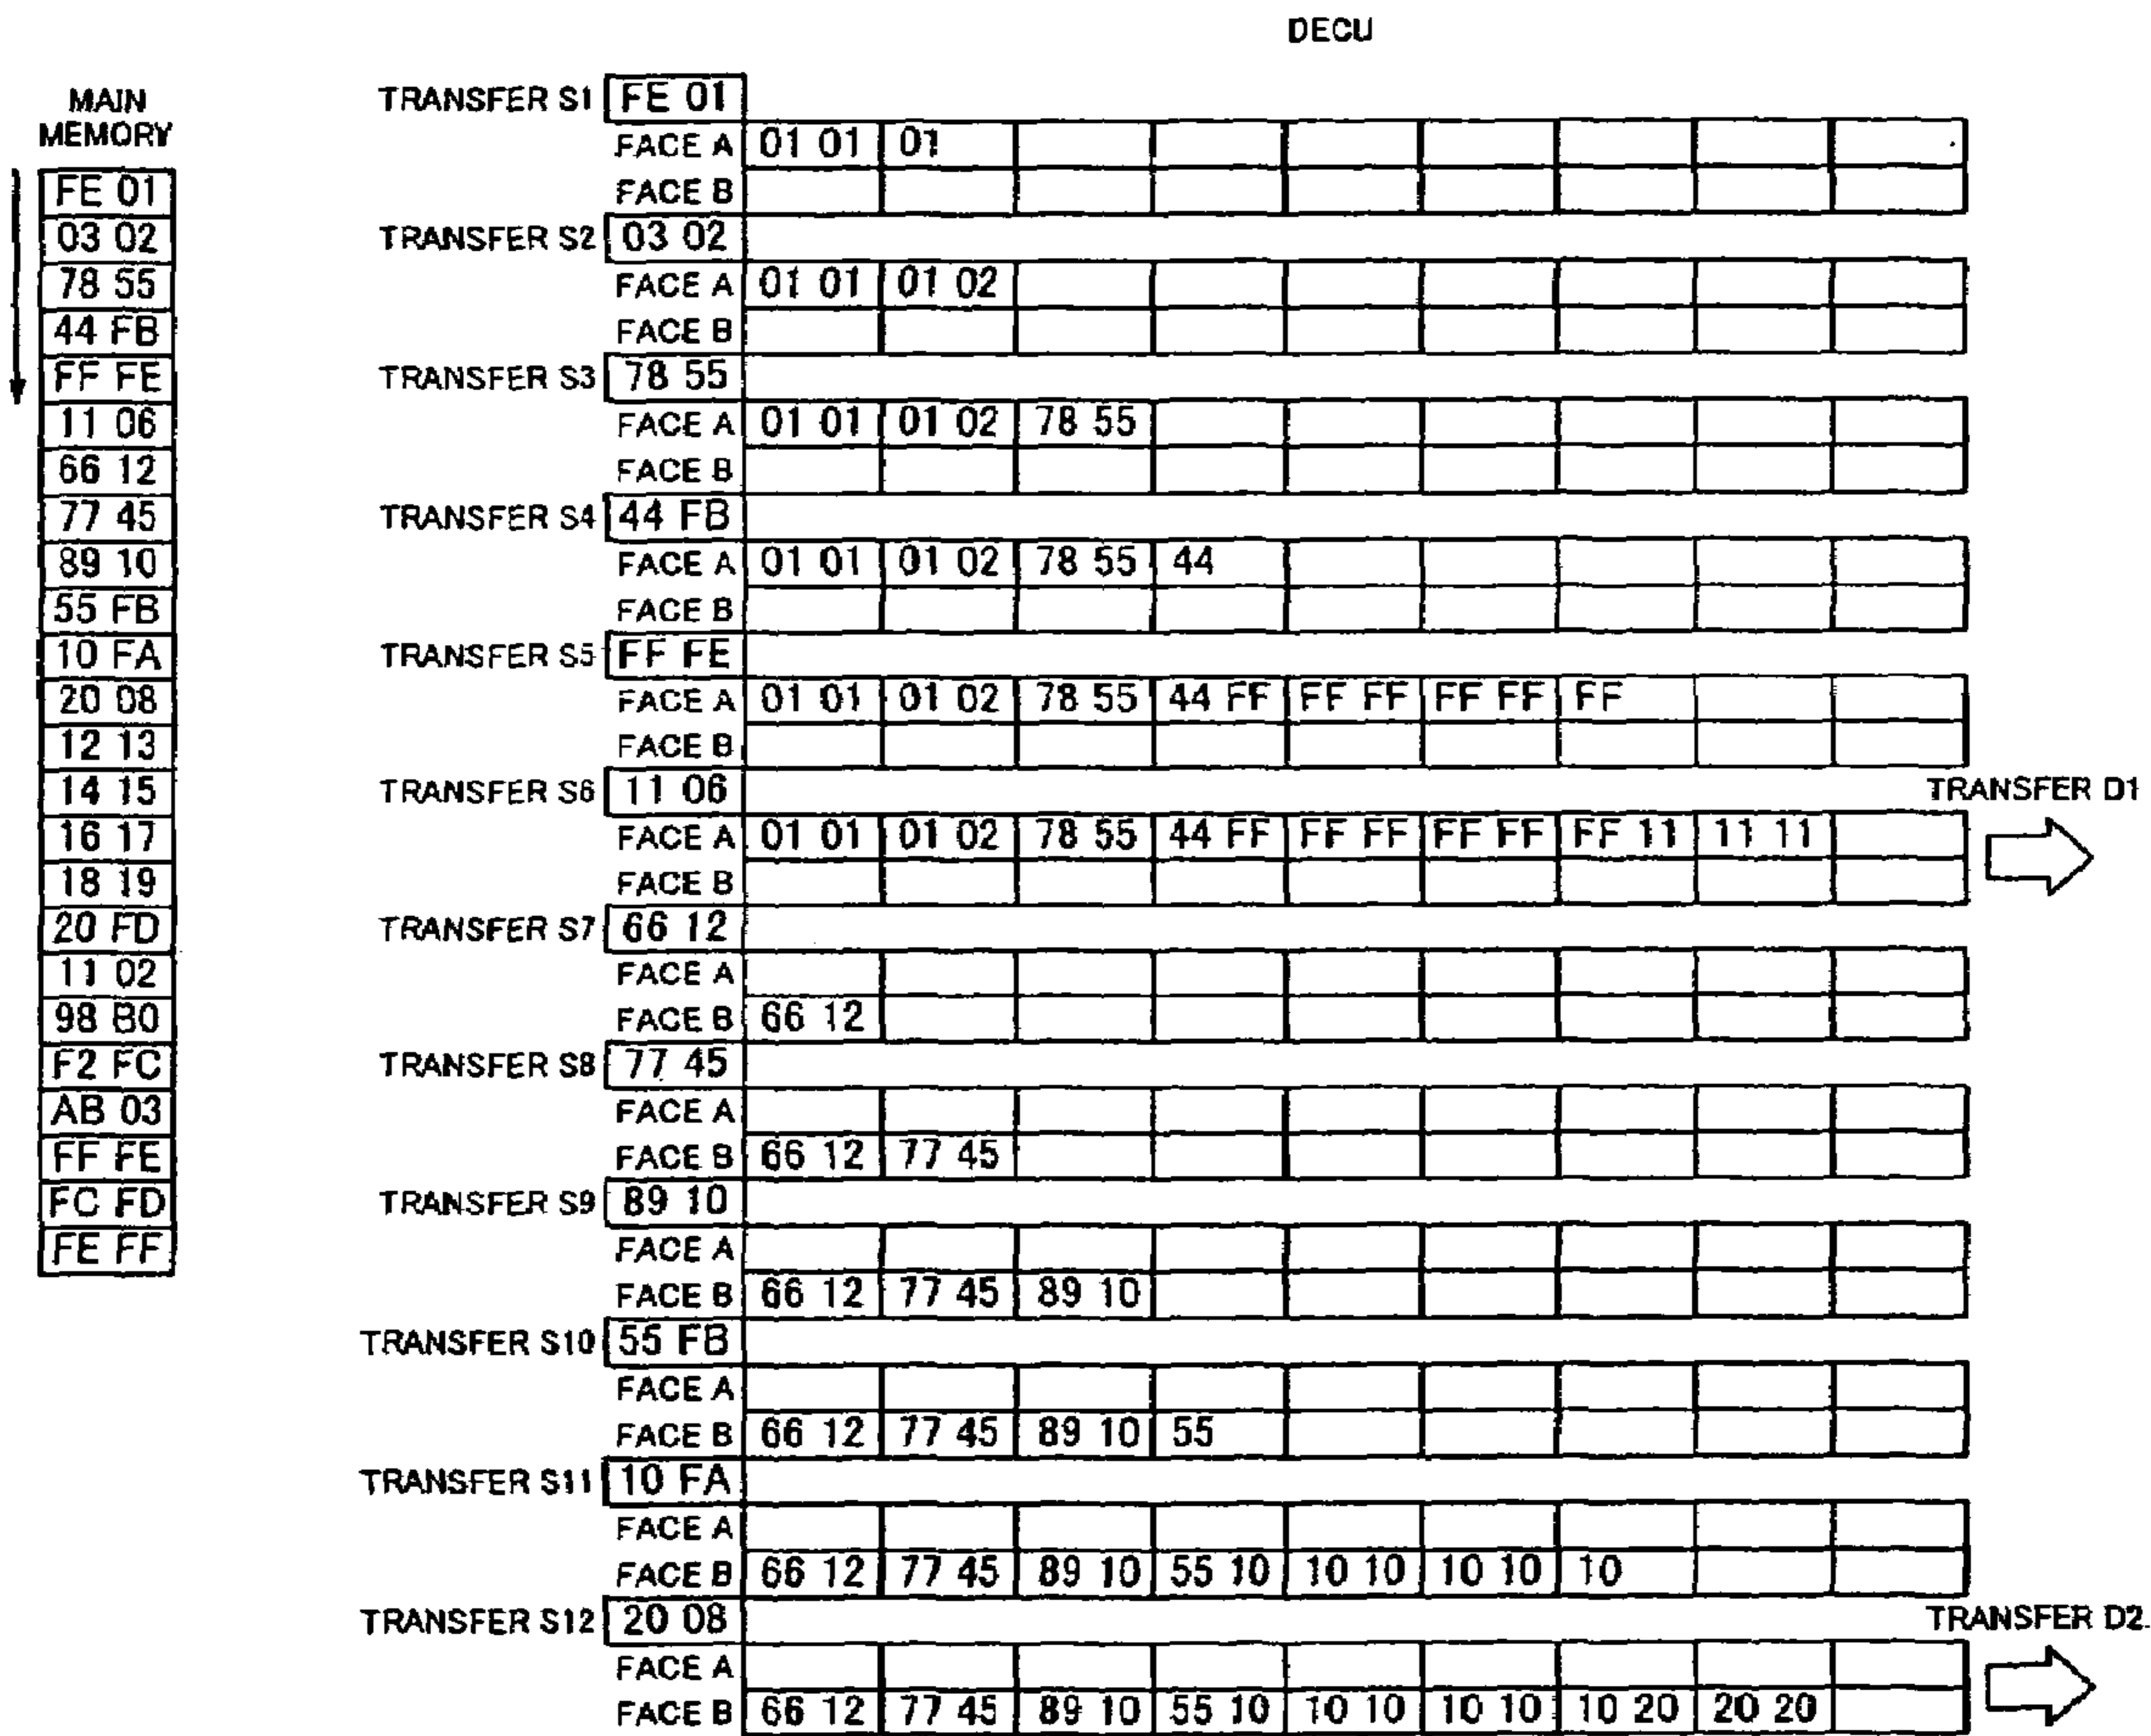 DECU
MAIN
MEMORY
FE 01
03 02
78 55
44 FB
FF FE
11 06
66 12
77 45
89 10
55 FB
10 FA
20 08
12 13
14 15
16 17
18 19
20 FD
11 02
98 B0
F2 FC
AB 03
FF FE
FC FD
FE FF
TRANSFER S1 FE 01
FACE A 01 01 01
FACE B
TRANSFER S2 03 02
FACE A 01 01 01 02
FACE B
TRANSFER S3 78 55
FACE A 01 01 01 02 78 55
FACE B
TRANSFER S4 44 FB
FACE A 01 01 01 02 78 55 44
FACE B
TRANSFER S5 FF FE
FACE A 01 01 01 02 78 55 44 FF FF FF FF FF FF
FACE B
TRANSFER S6 11 06 TRANSFER D1
FACE A 01 01 01 02 78 55 44 FF FF FF FF FF FF 11 11 11
FACE B
TRANSFER S7 66 12
FACE A
FACE B 66 12
TRANSFER S8 77 45
FACE A
FACE B 66 12 77 45
TRANSFER S9 89 10
FACE A
FACE B 66 12 77 45 89 10
TRANSFER S10 55 FB
FACE A
FACE B 66 12 77 45 89 10 55
TRANSFER S11 10 FA
FACE A
FACE B 66 12 77 45 89 10 55 10 10 10 10 10 10
TRANSFER S12 20 08 TRANSFER D2
FACE A
FACE B 66 12 77 45 89 10 55 10 10 10 10 10 10 20 20 20